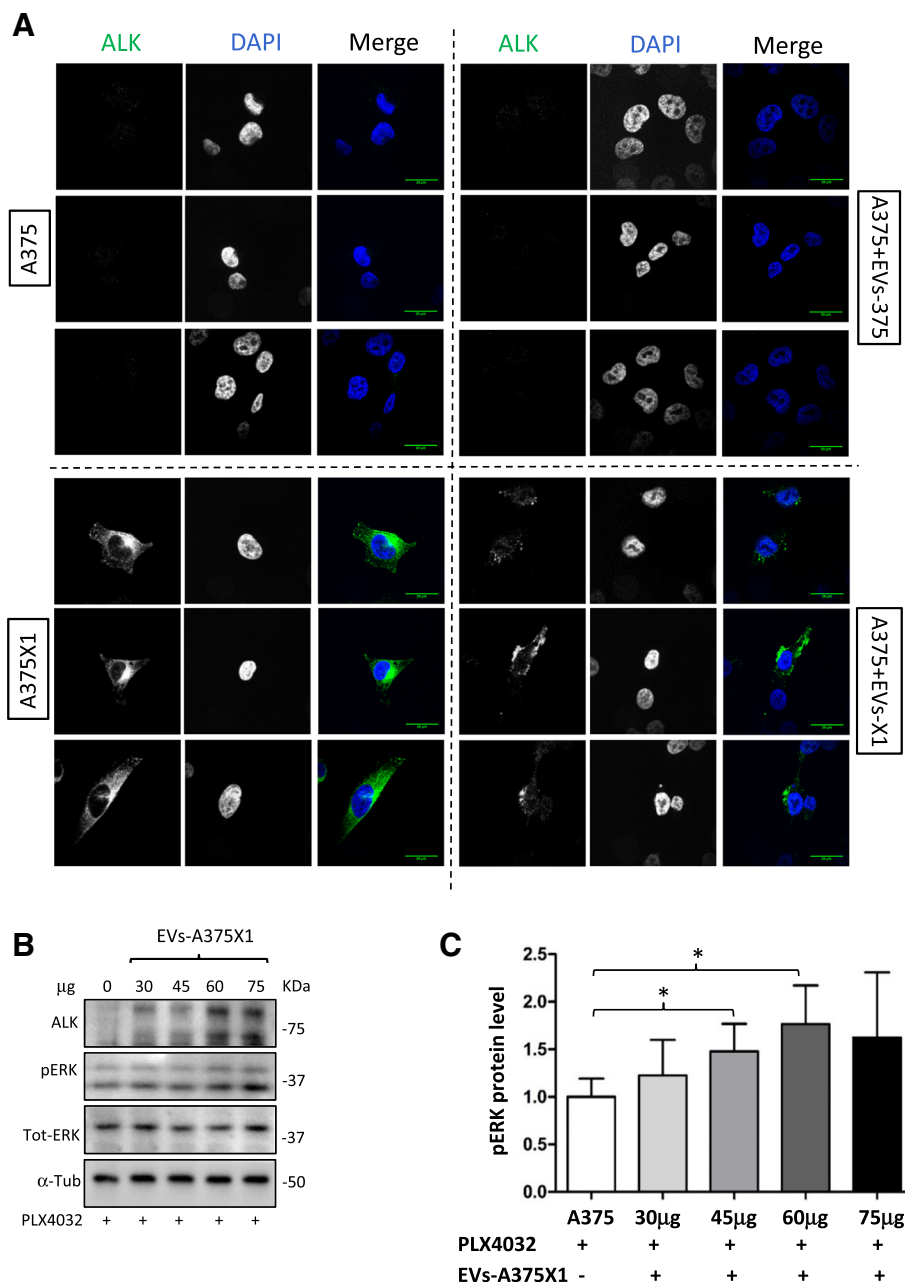 A
ALK DAPI Merge ALK DAPI Merge
A375
A375+EVs-375
A375X1
A375+EVs-X1
B
EVs-A375X1
µg 0 30 45 60 75 KDa
ALK
-75
pERK
-37
Tot-ERK
-37
α-Tub
-50
PLX4032 + + + + +
C
pERK protein level
2.5
2.0
1.5
1.0
0.5
0.0
*
*
A375 30µg 45µg 60µg 75µg
PLX4032 + + + + +
EVs-A375X1 - + + + +